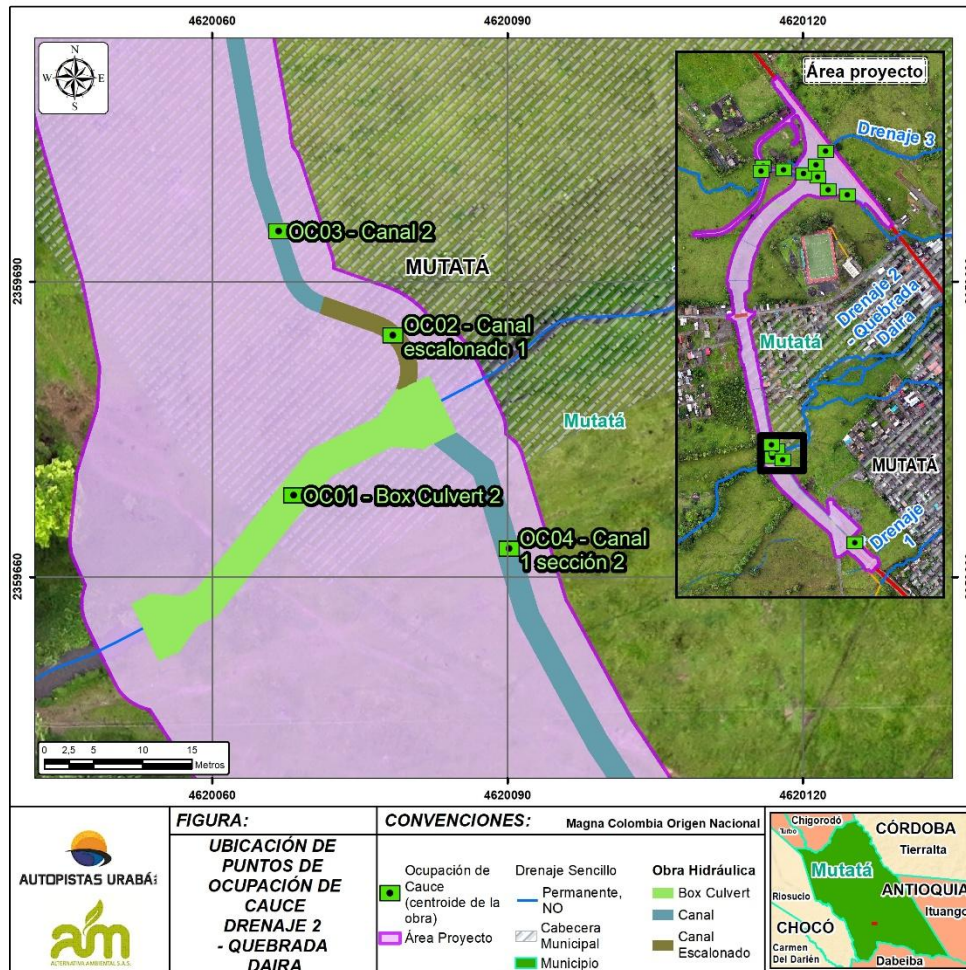 4620060
4620090
4620120
N
W
E
S
Área proyecto
Drenaje 3
OC03 - Canal 2
MUTATÁ
2359690
OC02 - Canal
escalonado 1
Drenaje 2
- Quebrada
Daira
Mutatá
Mutatá
MUTATÁ
OC01 - Box Culvert 2
OC04 - Canal
1 sección 2
Drenaje
1
2359660
0 2,5 5 10 15
Metros
4620060
4620090
4620120
AUTOPISTAS URABÁ
am
ALTERNATIVA AMBIENTAL S.A.S.
FIGURA:
UBICACIÓN DE
PUNTOS DE
OCUPACIÓN DE
CAUCE
DRENAJE 2
- QUEBRADA
DAIRA
CONVENCIONES:
Magna Colombia Origen Nacional
Ocupación de
Cauce
(centroide de la
obra)
Área Proyecto
Drenaje Sencillo
Permanente,
NO
Cabecera
Municipal
Municipio
Obra Hidráulica
Box Culvert
Canal
Canal
Escalonado
Chigorodó
Turbo
CÓRDOBA
Tierralta
Mutatá
ANTIOQUIA
Riosucio
Ituango
CHOCÓ
Carmen
Del Darién
Dabeiba